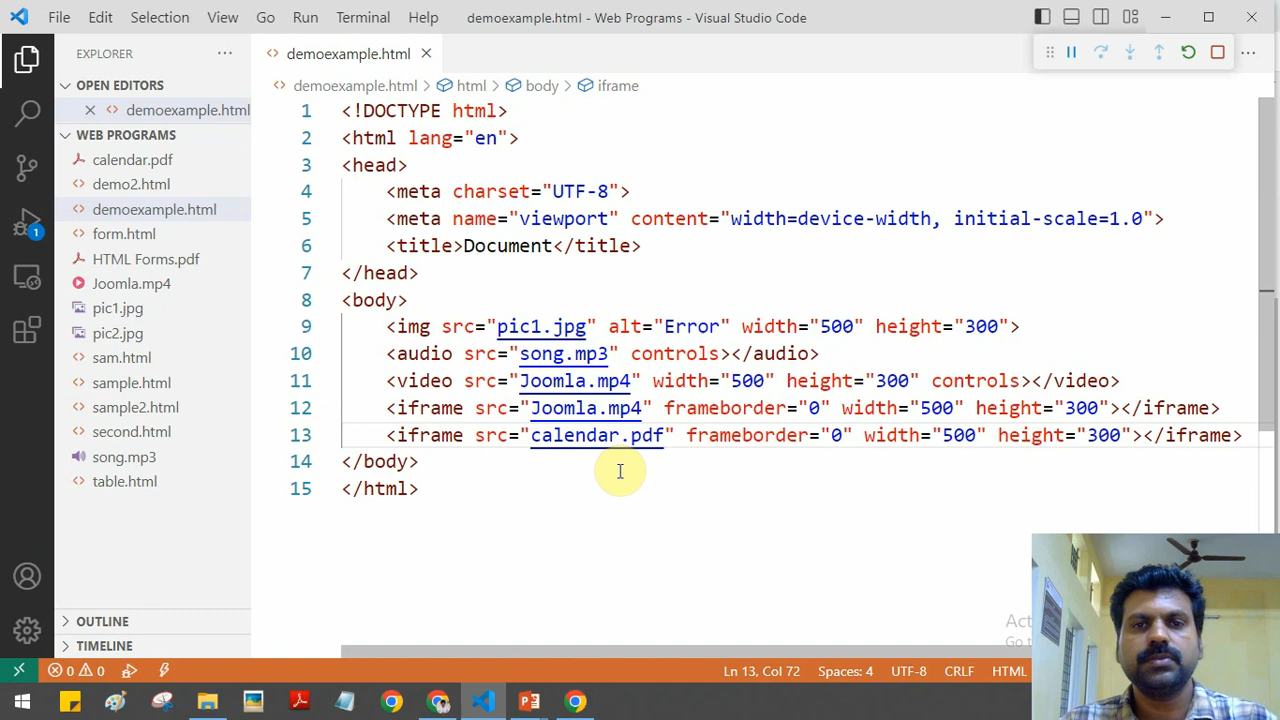 File Edit Selection View Go Run Terminal Help demoexample.html - Web Programs - Visual Studio Code
EXPLORER
OPEN EDITORS
demoexample.html
WEB PROGRAMS
calendar.pdf
demo2.html
demoexample.html
form.html
HTML Forms.pdf
Joomla.mp4
pic1.jpg
pic2.jpg
sam.html
sample.html
sample2.html
second.html
song.mp3
table.html
OUTLINE
TIMELINE
1
demoexample.html
demoexample.html > html > body > iframe
1 <!DOCTYPE html>
2 <html lang="en">
3 <head>
4 <meta charset="UTF-8">
5 <meta name="viewport" content="width=device-width, initial-scale=1.0">
6 <title>Document</title>
7 </head>
8 <body>
9 <img src="pic1.jpg" alt="Error" width="500" height="300">
10 <audio src="song.mp3" controls></audio>
11 <video src="Joomla.mp4" width="500" height="300" controls></video>
12 <iframe src="Joomla.mp4" frameborder="0" width="500" height="300"></iframe>
13 <iframe src="calendar.pdf" frameborder="0" width="500" height="300"></iframe>
14 </body>
15 </html>
Act
Go to
0 0 Ln 13, Col 72 Spaces: 4 UTF-8 CRLF HTML